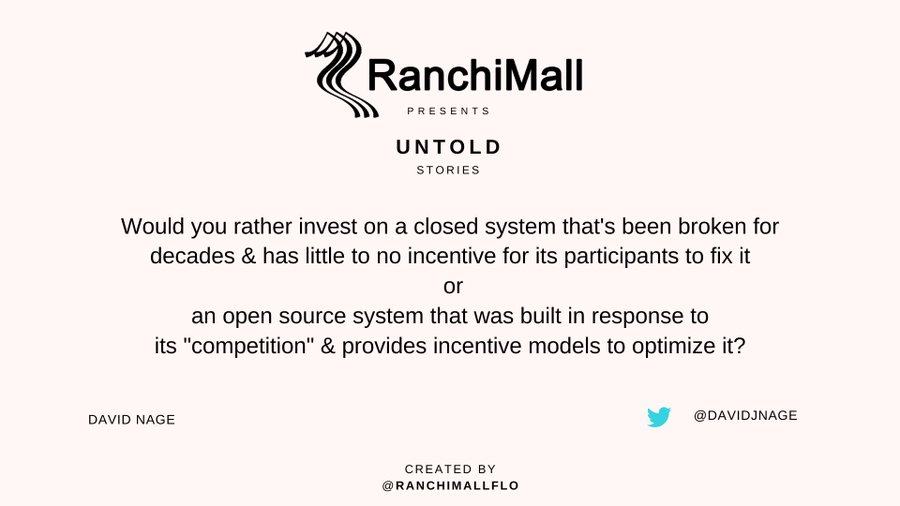 RanchiMall
PRESENTS
UNTOLD
STORIES
Would you rather invest on a closed system that's been broken for
decades & has little to no incentive for its participants to fix it
or
an open source system that was built in response to
its "competition" & provides incentive models to optimize it?
DAVID NAGE
@DAVIDJNAGE
CREATED BY
@RANCHIMALLFLO